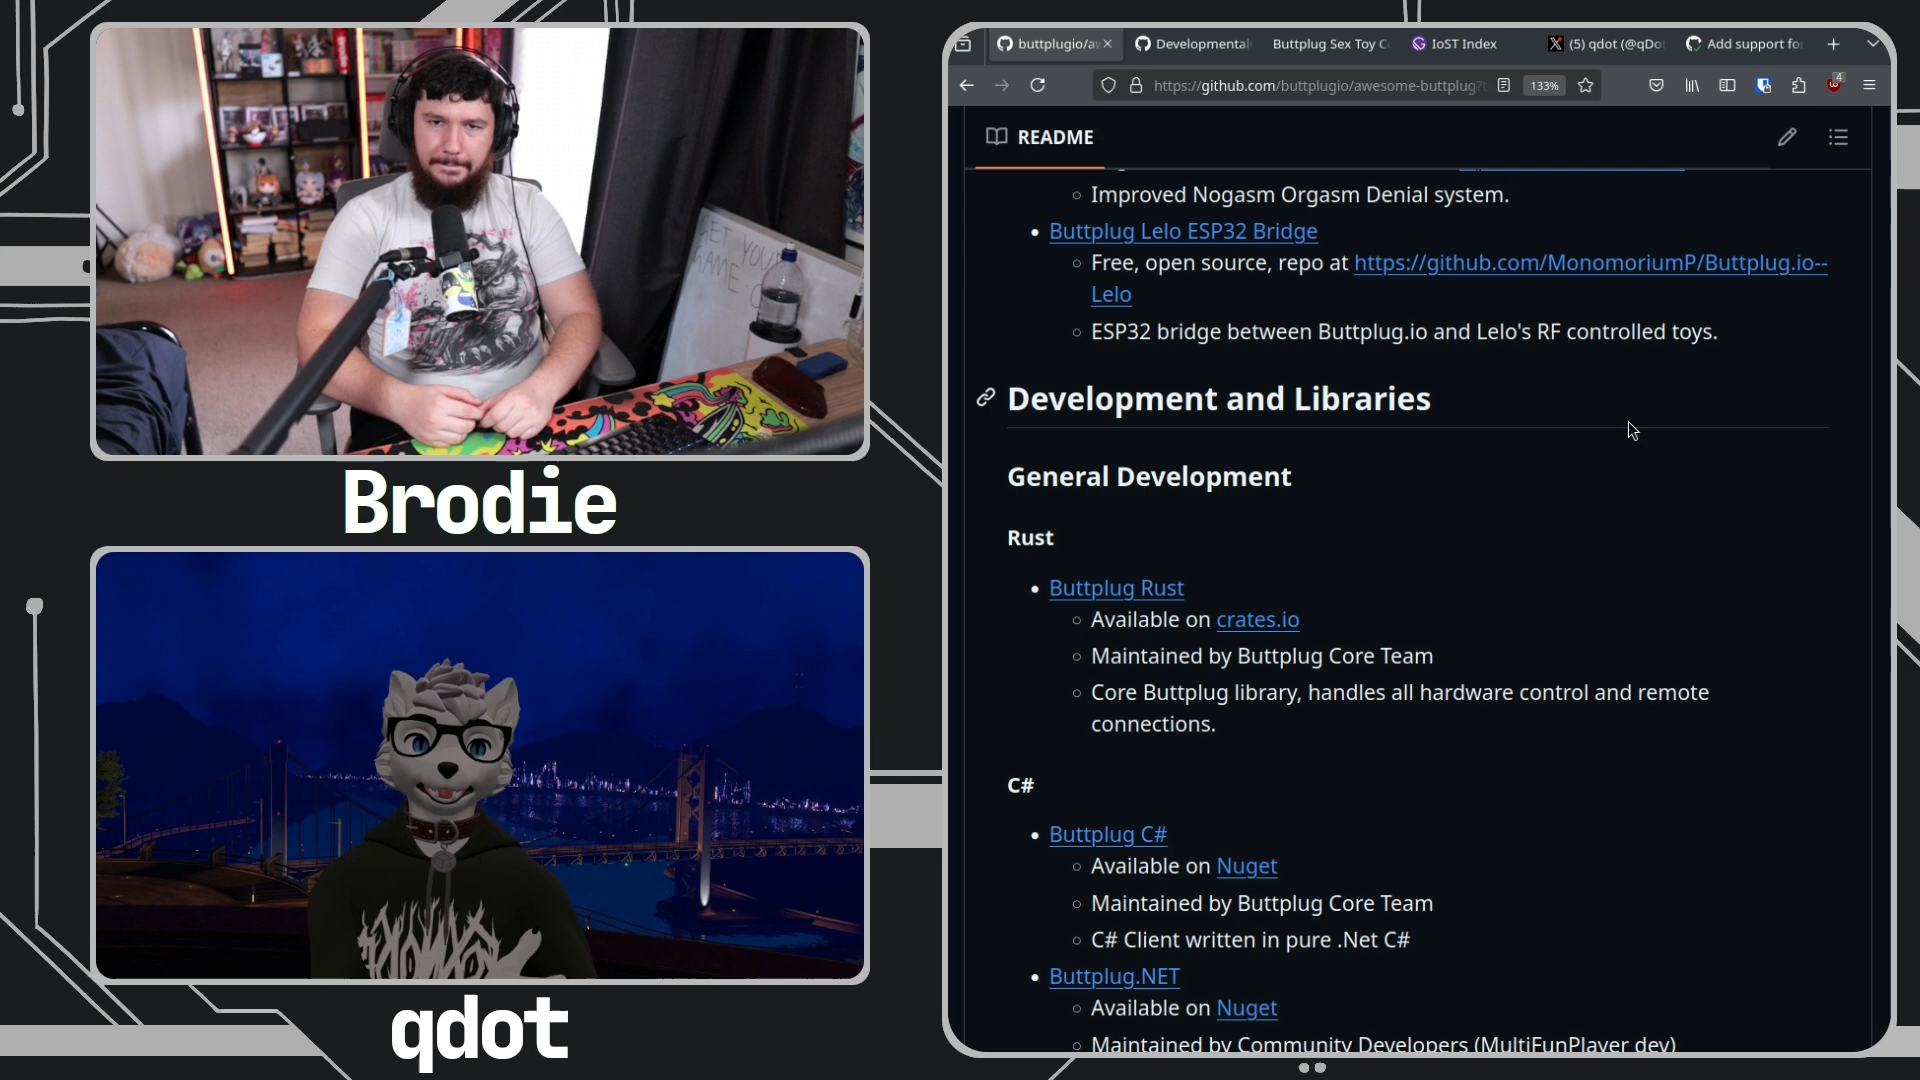 GET YOUR
GAME
Brodie
qdot
buttplugio/a
Developmental
Buttplug Sex Toy C
IoST Index
(5) qdot (@qDo
Add support fo
https://github.com/buttplugio/awesome-buttplug?
133%
4
README
Improved Nogasm Orgasm Denial system.
Buttplug Lelo ESP32 Bridge
Free, open source, repo at https://github.com/MonomoriumP/Buttplug.io--
Lelo
ESP32 bridge between Buttplug.io and Lelo's RF controlled toys.
Development and Libraries
General Development
Rust
Buttplug Rust
Available on crates.io
Maintained by Buttplug Core Team
Core Buttplug library, handles all hardware control and remote
connections.
C#
Buttplug C#
Available on Nuget
Maintained by Buttplug Core Team
C# Client written in pure .Net C#
Buttplug.NET
Available on Nuget
Maintained by Community Developers (MultiFunPlayer dev)